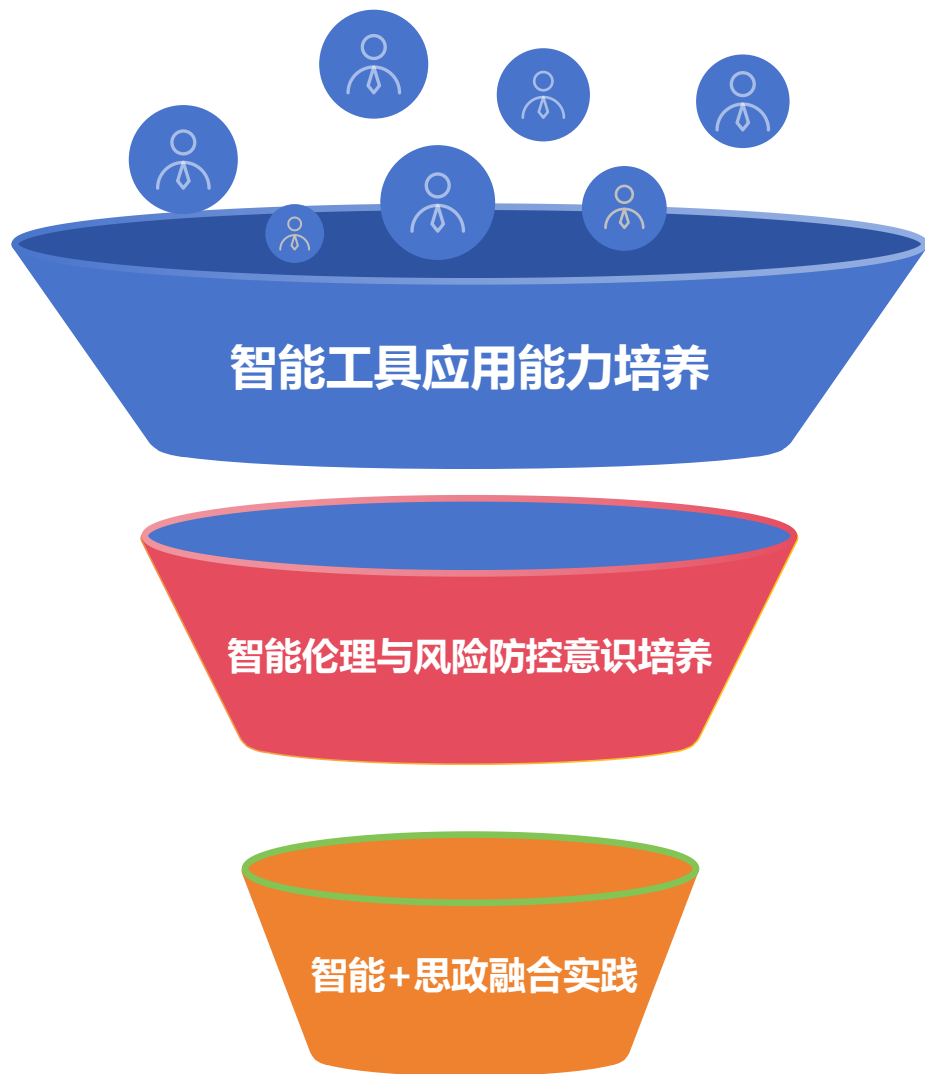 智能工具应用能力培养
智能伦理与风险防控意识培养
智能+思政融合实践